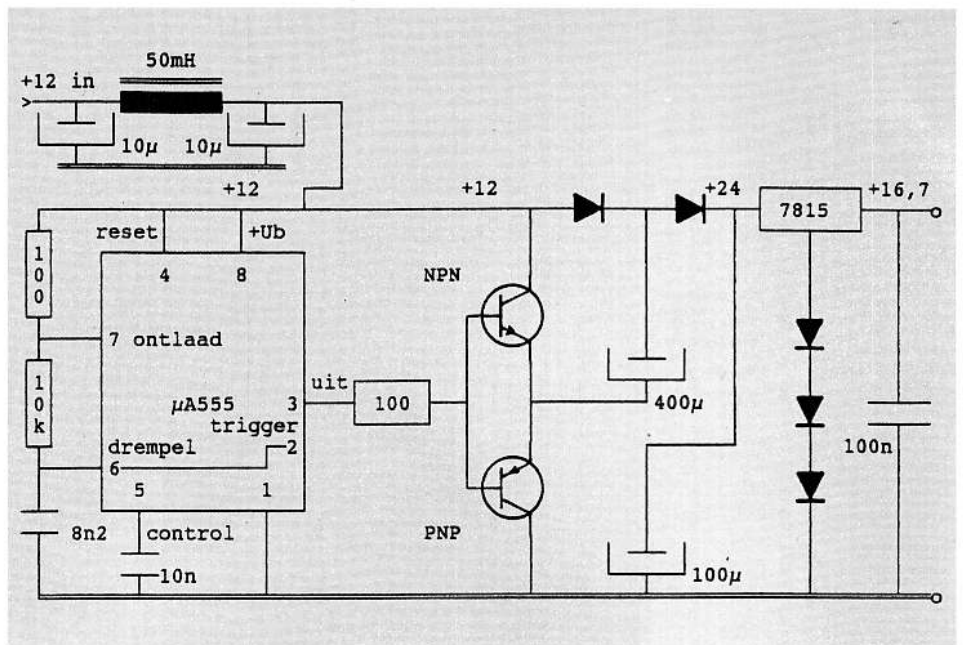 50mH
+12 in
10µ 10µ
+12
+12
+24
7815
+16,7
reset
+Ub
4
8
100
NPN
7 ontlaad
10k
uit
µA555
3
100
trigger
2
400µ
drempel
6
100n
5
1
8n2
control
PNP
10n
100µ